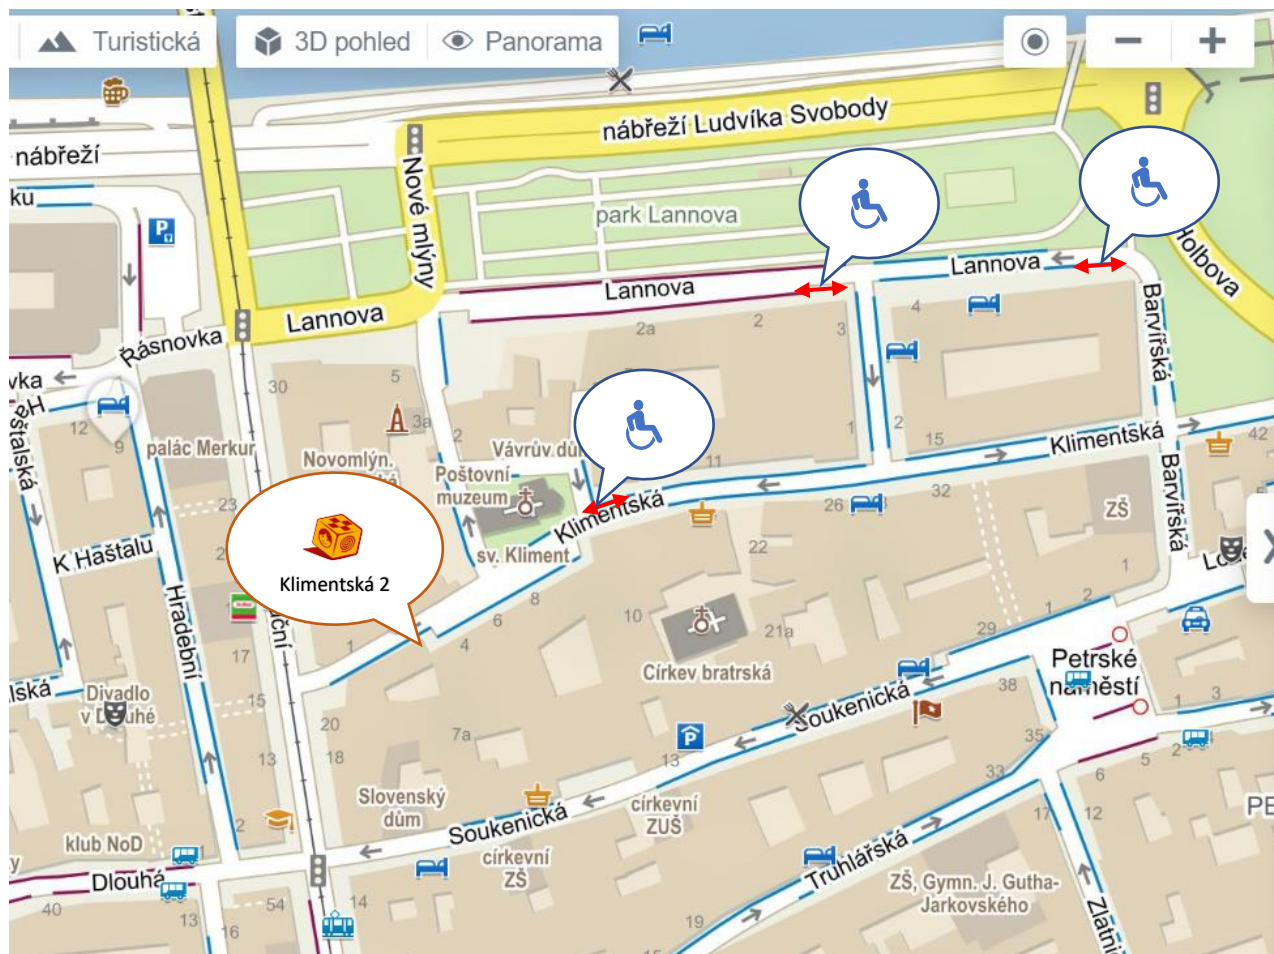 Turistická
3D pohled
Panorama
nábřeží Ludvíka Svobody
nábřeží
ku
Nové mlýny
park Lannova
Holbova
Lannova
Lannova
Lannova
4
2
2a
3
Barvířská
Řásnovka
vka
Haštalská
30
5
3a
2
12
9
palác Merkur
Novomlýn.
Vávrův dům
Poštovní
muzeum
11
1
2
15
Klimentská
42
Barvířská
23
Klimentská
26
32
ZŠ
sv. Kliment
K Haštalu
22
Klimentská 2
8
6
4
10
21a
1
2
1
29
Hradební
1
17
15
Církev bratrská
Petrské
náměstí
38
1
3
lská
Divadlo
v Dlouhé
Soukenická
20
18
7a
13
13
35
33
2
5
6
Slovenský
dům
církevní
ZUŠ
17
12
PE
2
klub NoD
Soukenická
církevní
ZŠ
Truhlářská
ZŠ, Gymn. J. Gutha-
Jarkovského
Dlouhá
40
13
16
54
14
19